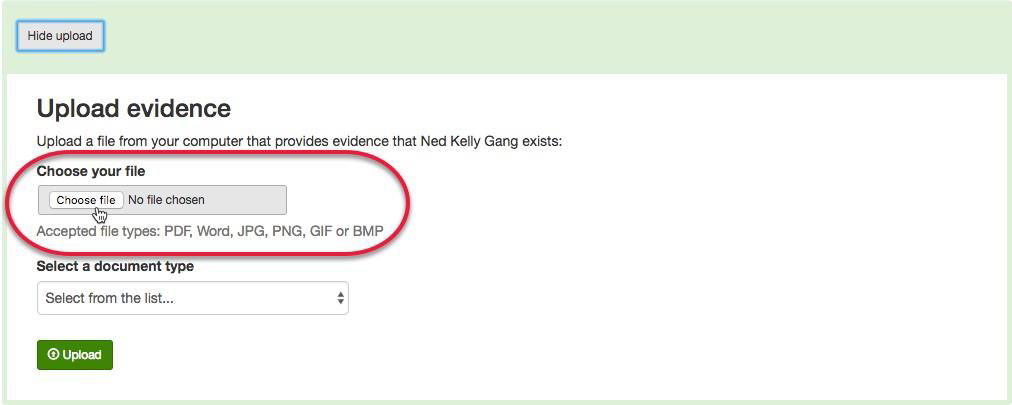 Hide upload
Upload evidence
Upload a file from your computer that provides evidence that Ned Kelly Gang exists:
Choose your file
Choose file No file chosen
Accepted file types: PDF, Word, JPG, PNG, GIF or BMP
Select a document type
Select from the list...
Upload